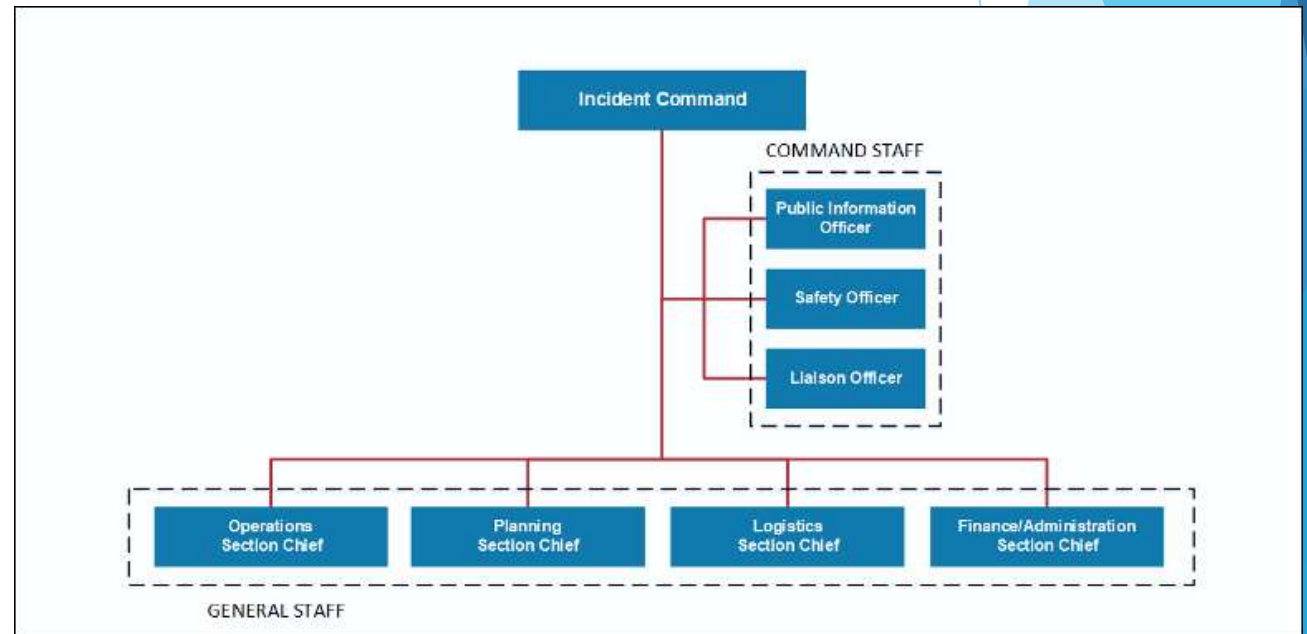 Incident Command
COMMAND STAFF
Public Information
Officer
Safety Officer
Liaison Officer
Operations
Section Chief
Planning
Section Chief
Logistics
Section Chief
Finance/Administration
Section Chief
GENERAL STAFF